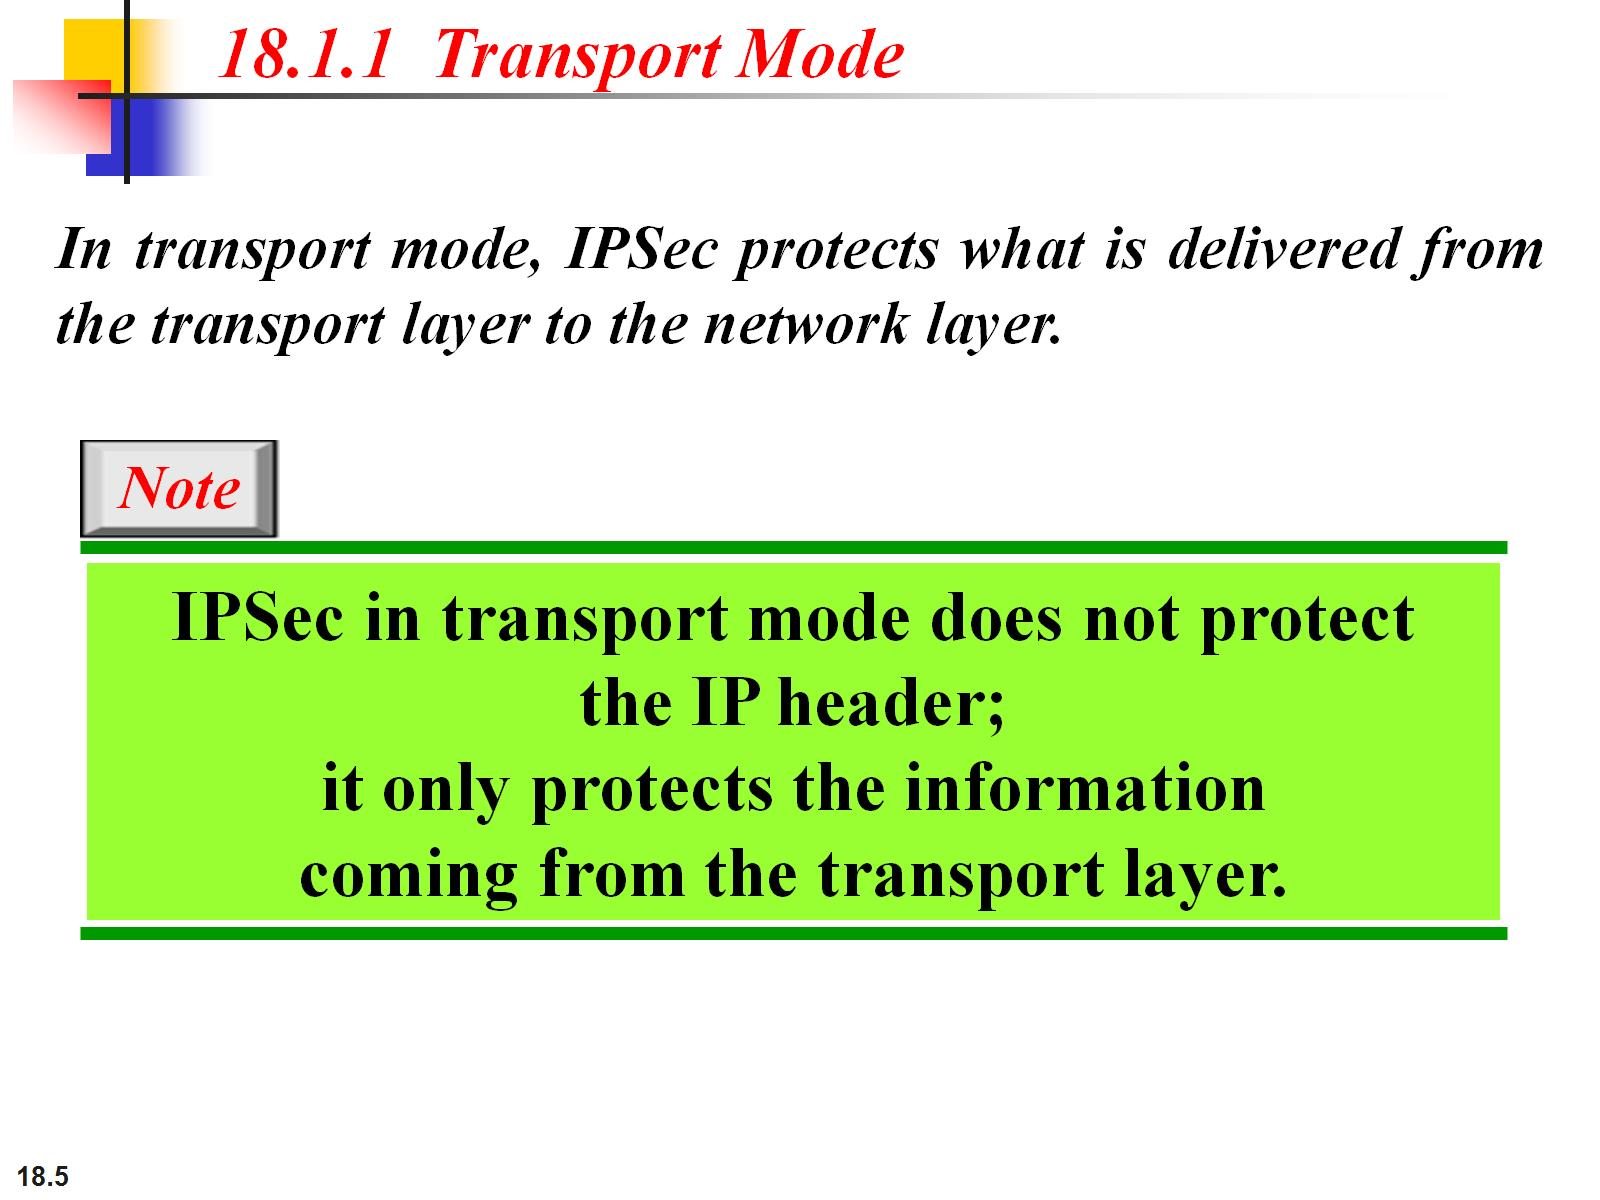 18.1.1 Transport Mode
In transport mode, IPSec protects what is delivered from
the transport layer to the network layer.
Note
IPSec in transport mode does not protect
the IP header;
it only protects the information
coming from the transport layer.
18.5